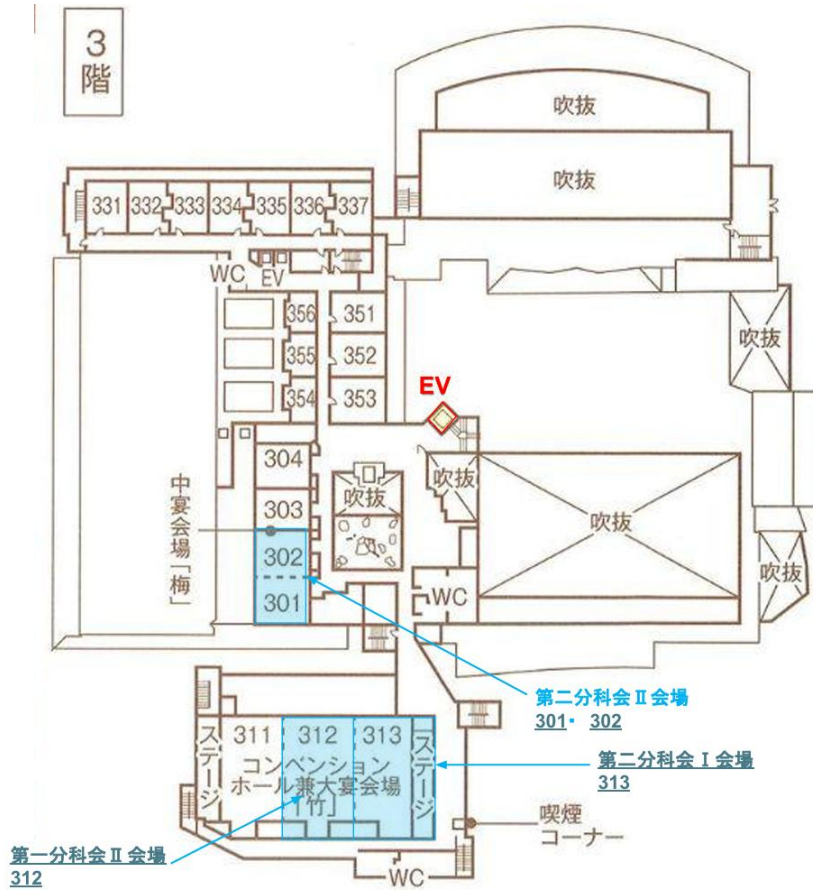 3
階
吹抜
吹抜
331 332 333 334 335 336 337
WC
EV
356
351
吹抜
355
352
354
353
EV
304
吹抜
吹抜
303
吹抜
中宴会場「梅」
302
吹抜
301
WC
第二分科会Ⅱ会場
301・ 302
ステージ
311
312
313
ステージ
第二分科会Ⅰ会場
313
コンベンション
ホール兼大宴会場
「竹」
喫煙
コーナー
第一分科会Ⅱ会場
312
WC